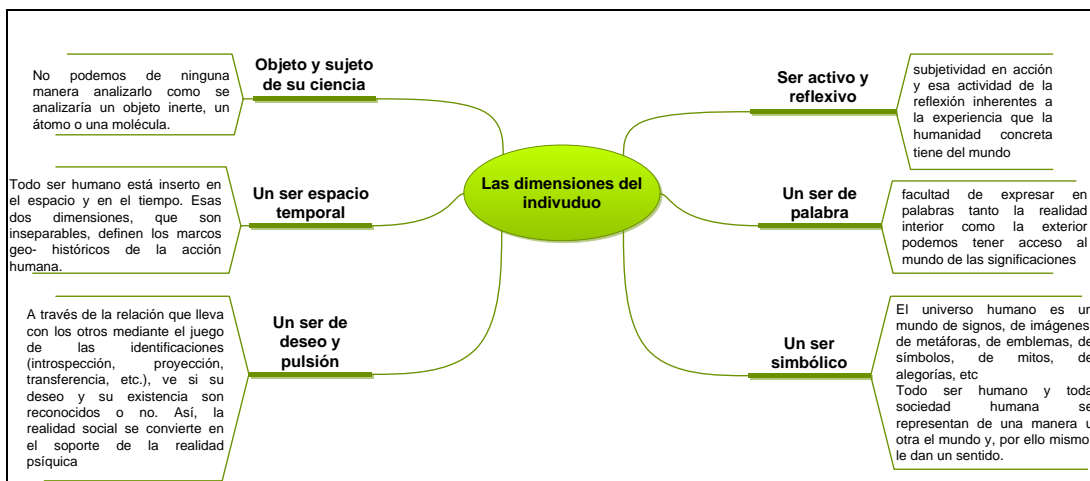 Las dimensiones del
indivuduo
Objeto y sujeto
de su ciencia
No podemos de ninguna
manera analizarlo como se
analizaría un objeto inerte, un
átomo o una molécula.
Un ser espacio
temporal
Todo ser humano está inserto en
el espacio y en el tiempo. Esas
dos dimensiones, que son
inseparables, definen los marcos
geo- históricos de la acción
humana.
Un ser de
deseo y
pulsión
A través de la relación que lleva
con los otros mediante el juego
de las identificaciones
(introspección, proyección,
transferencia, etc.), ve si su
deseo y su existencia son
reconocidos o no. Así, la
realidad social se convierte en
el soporte de la realidad
psíquica
Ser activo y
reflexivo
subjetividad en acción
y esa actividad de la
reflexión inherentes a
la experiencia que la
humanidad concreta
tiene del mundo
Un ser de
palabra
facultad de expresar en
palabras tanto la realidad
interior como la exterior
podemos tener acceso al
mundo de las significaciones
Un ser
simbólico
El universo humano es un
mundo de signos, de imágenes,
de metáforas, de emblemas, de
símbolos, de mitos, de
alegorías, etc
Todo ser humano y toda
sociedad humana se
representan de una manera u
otra el mundo y, por ello mismo,
le dan un sentido.